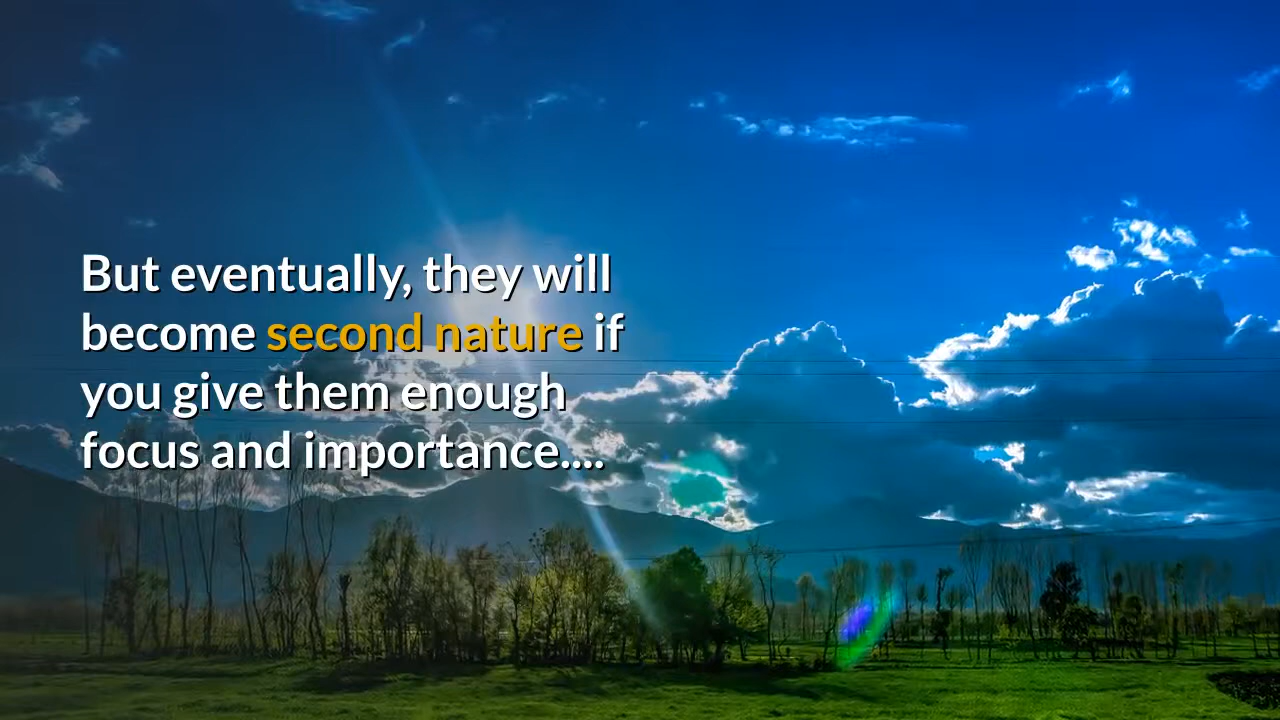 But eventually, they will
become second nature if
you give them enough
focus and importance....